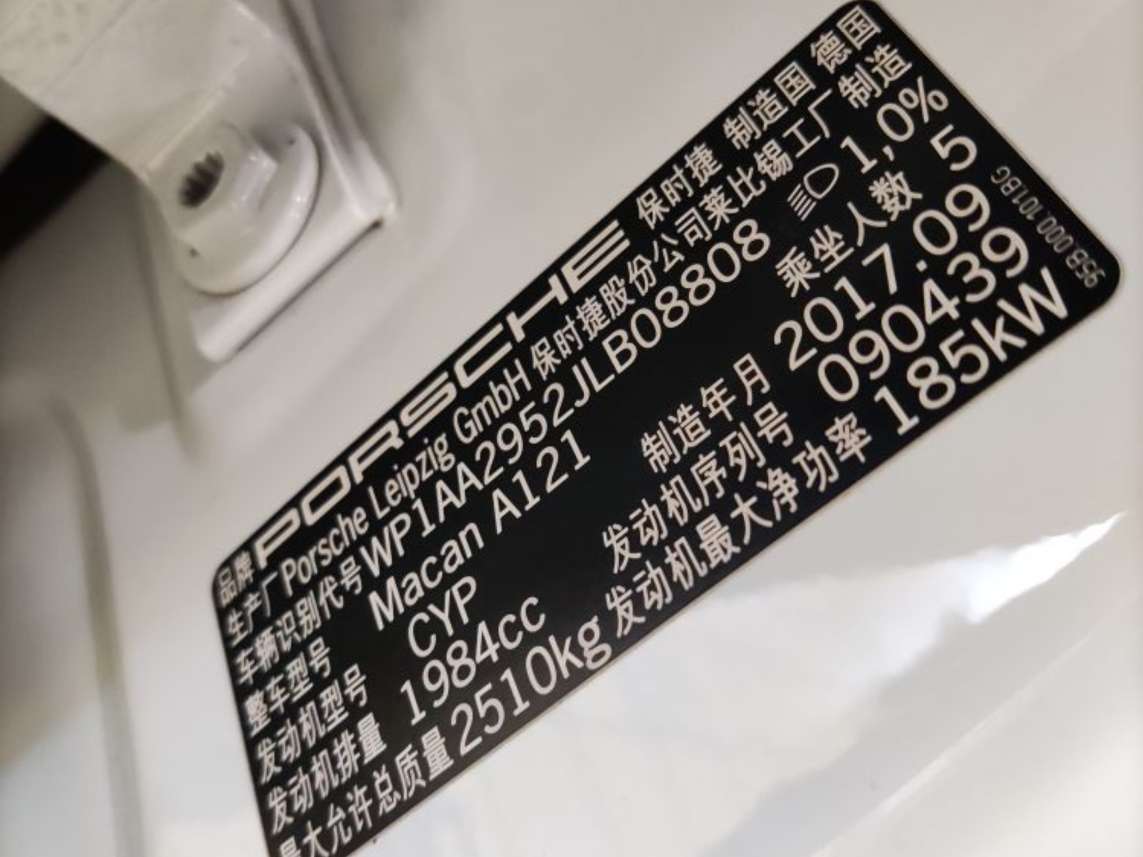 品牌 PORSCHE 保时捷 制造国 德国
生产厂 Porsche Leipzig GmbH 保时捷股份公司莱比锡工厂 制造
车辆识别代号 WP1AA2952JLB08808 1,0%
整车型号 Macan A121 乘坐人数 5
发动机型号 CYP 制造年月 2017.09
发动机排量 1984cc 发动机序列号 090439
最大允许总质量 2510kg 发动机最大净功率 185kW
95B.000.101.BG